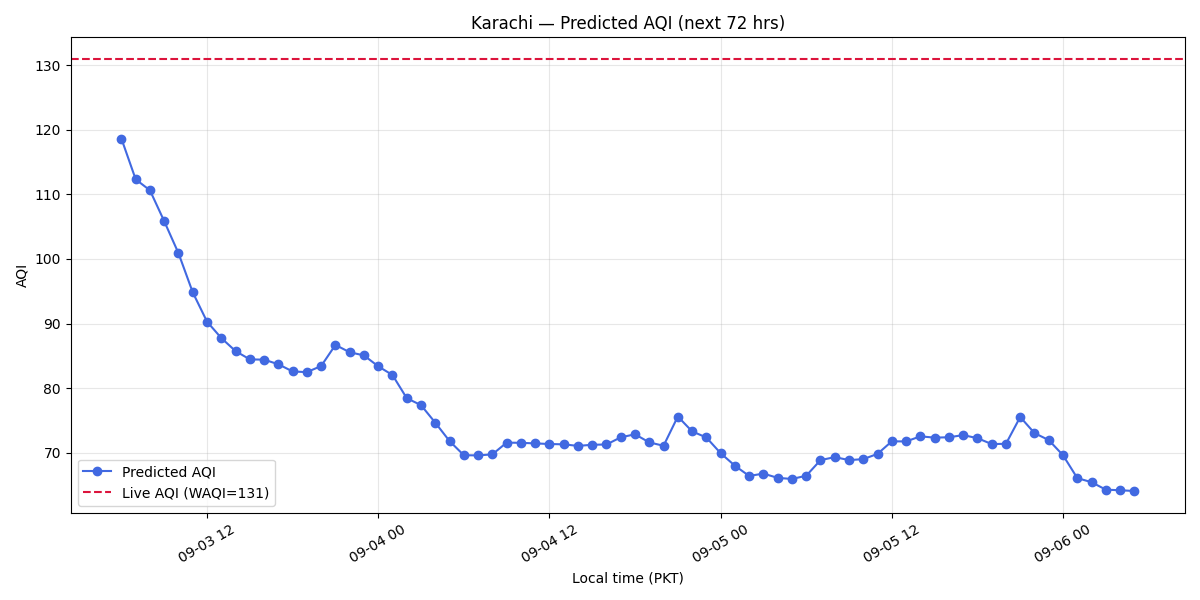 Karachi — Predicted AQI (next 72 hrs)
130
120
110
100
90
80
70
AQI
Predicted AQI
Live AQI (WAQI=131)
09-03 12
09-04 00
09-04 12
09-05 00
09-05 12
09-06 00
Local time (PKT)